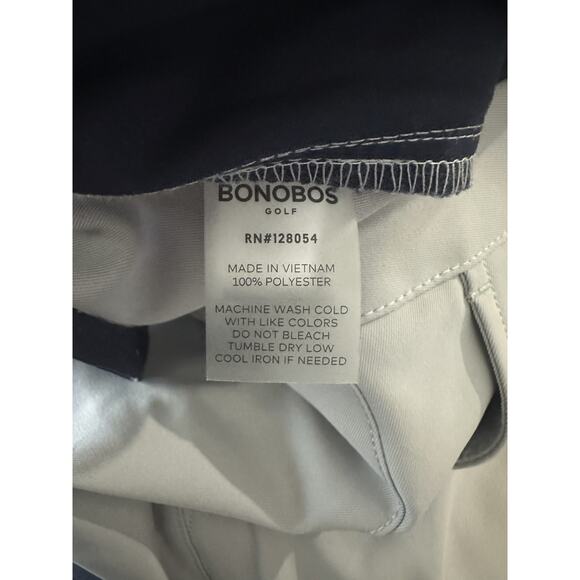 BONOBOS
GOLF
RN#128054
MADE IN VIETNAM
100% POLYESTER
MACHINE WASH COLD
WITH LIKE COLORS
DO NOT BLEACH
TUMBLE DRY LOW
COOL IRON IF NEEDED